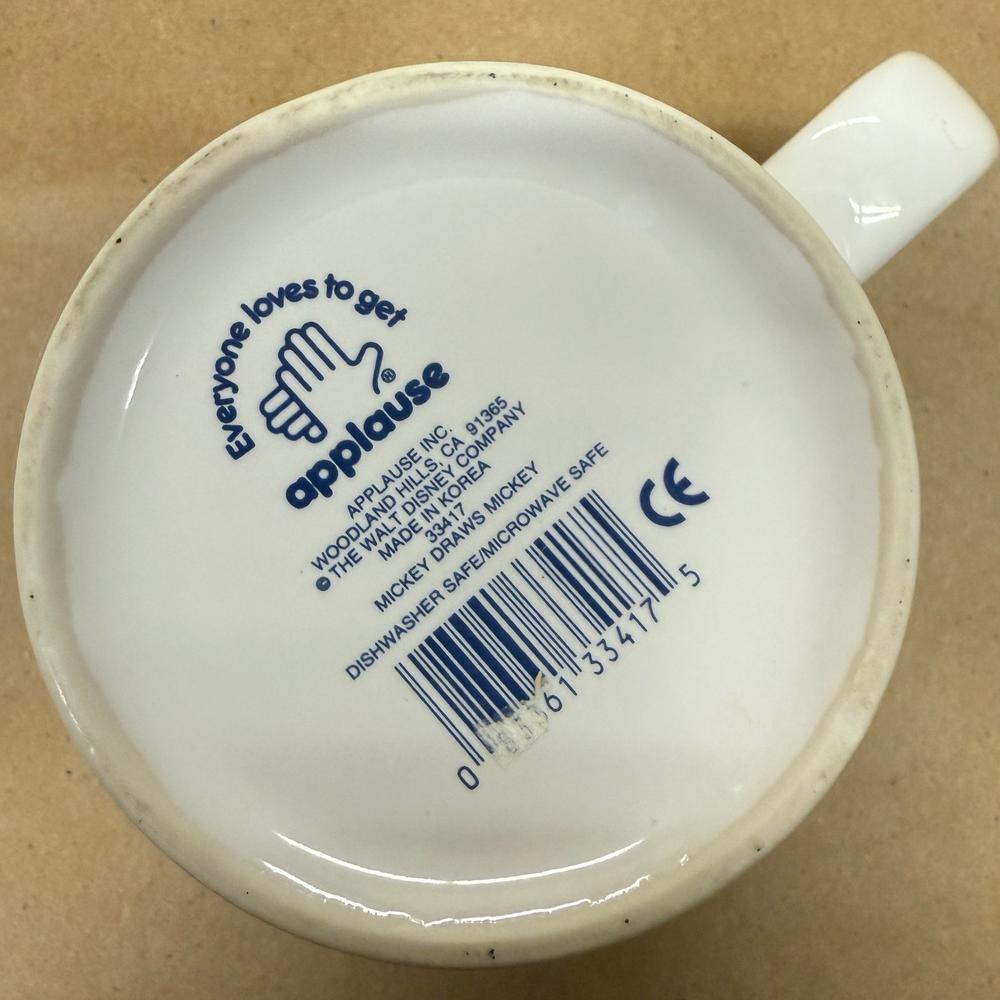 Everyone loves to get
®
applause
APPLAUSE INC.
WOODLAND HILLS, CA 91365
© THE WALT DISNEY COMPANY
MADE IN KOREA
33417
MICKEY DRAWS MICKEY
DISHWASHER SAFE/MICROWAVE SAFE
CE
0 61 33417 5